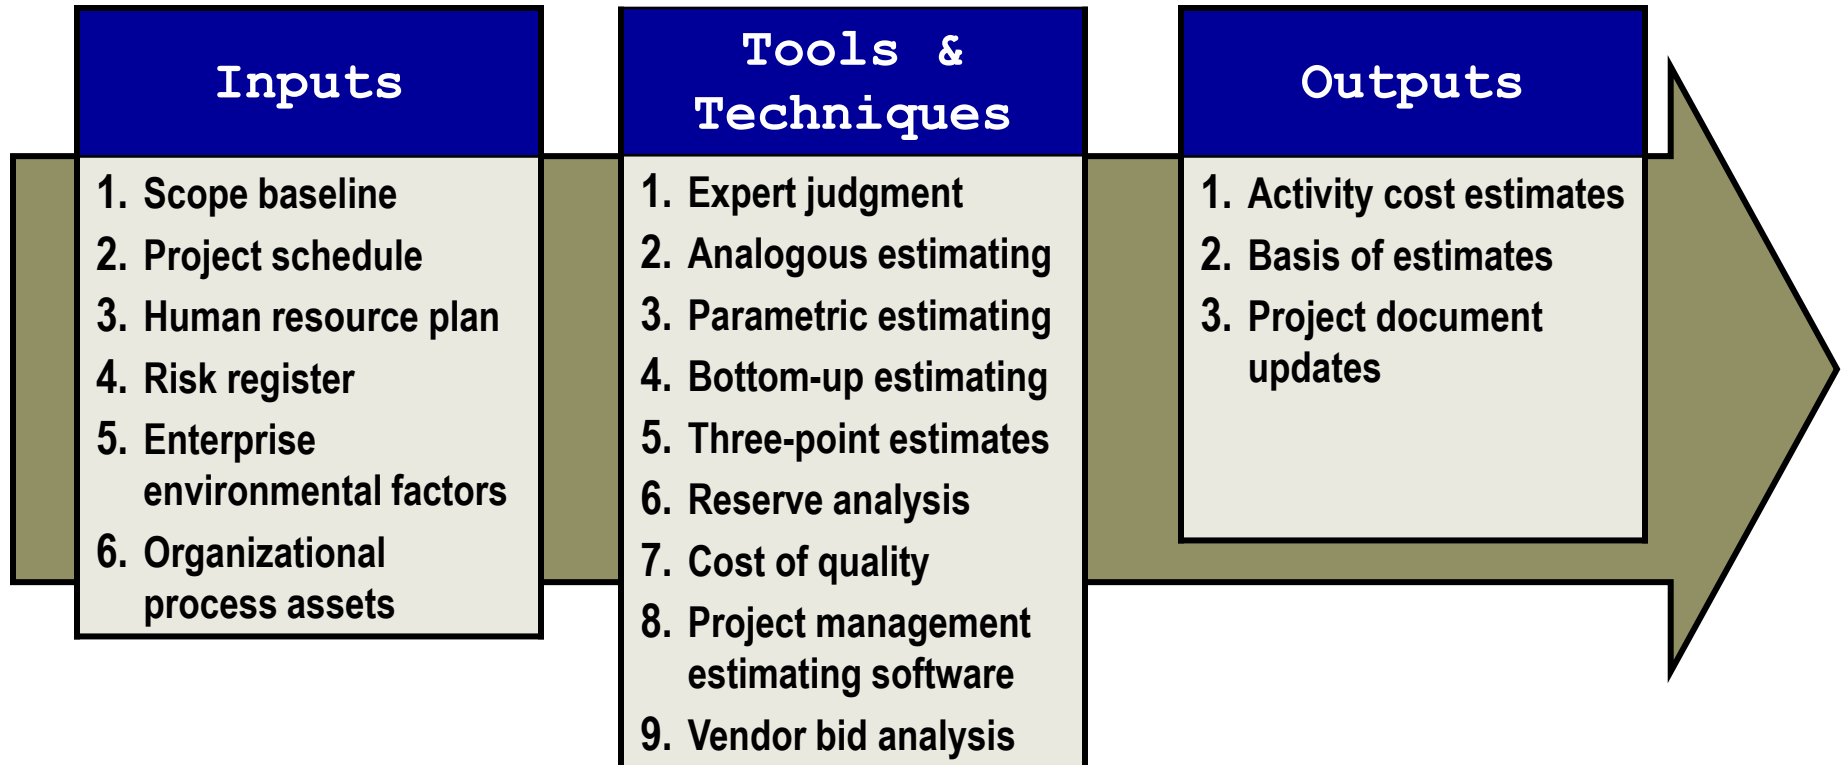 Inputs
1. Scope baseline
2. Project schedule
3. Human resource plan
4. Risk register
5. Enterprise
environmental factors
6. Organizational
process assets
Tools &
Techniques
1. Expert judgment
2. Analogous estimating
3. Parametric estimating
4. Bottom-up estimating
5. Three-point estimates
6. Reserve analysis
7. Cost of quality
8. Project management
estimating software
9. Vendor bid analysis
Outputs
1. Activity cost estimates
2. Basis of estimates
3. Project document
updates